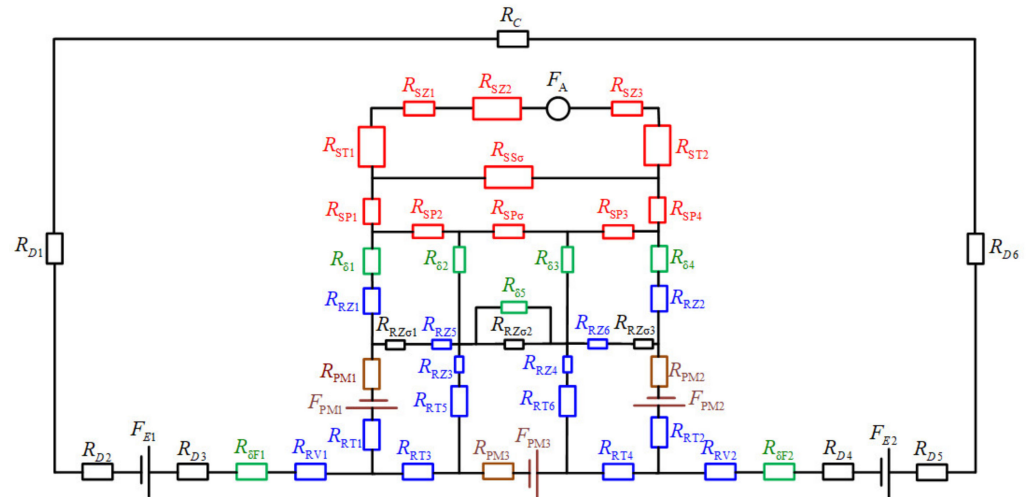 R_C
R_SZ1 R_SZ2 F_A R_SZ3
R_ST1 R_SSσ R_ST2
R_SP1 R_SP2 R_SPσ R_SP3 R_SP4
R_D1 R_δ1 R_δ2 R_δ3 R_δ4 R_D6
R_RZ1 R_δ5 R_RZ2
R_RZσ1 R_RZ5 R_RZσ2 R_RZ6 R_RZσ3
R_PM1 R_RZ3 R_RZ4 R_PM2
F_PM1 R_RT5 R_RT6 F_PM2
R_RT1 R_RT2
R_D2 F_E1 R_D3 R_δF1 R_RV1 R_RT3 R_PM3 F_PM3 R_RT4 R_RV2 R_δF2 R_D4 F_E2 R_D5